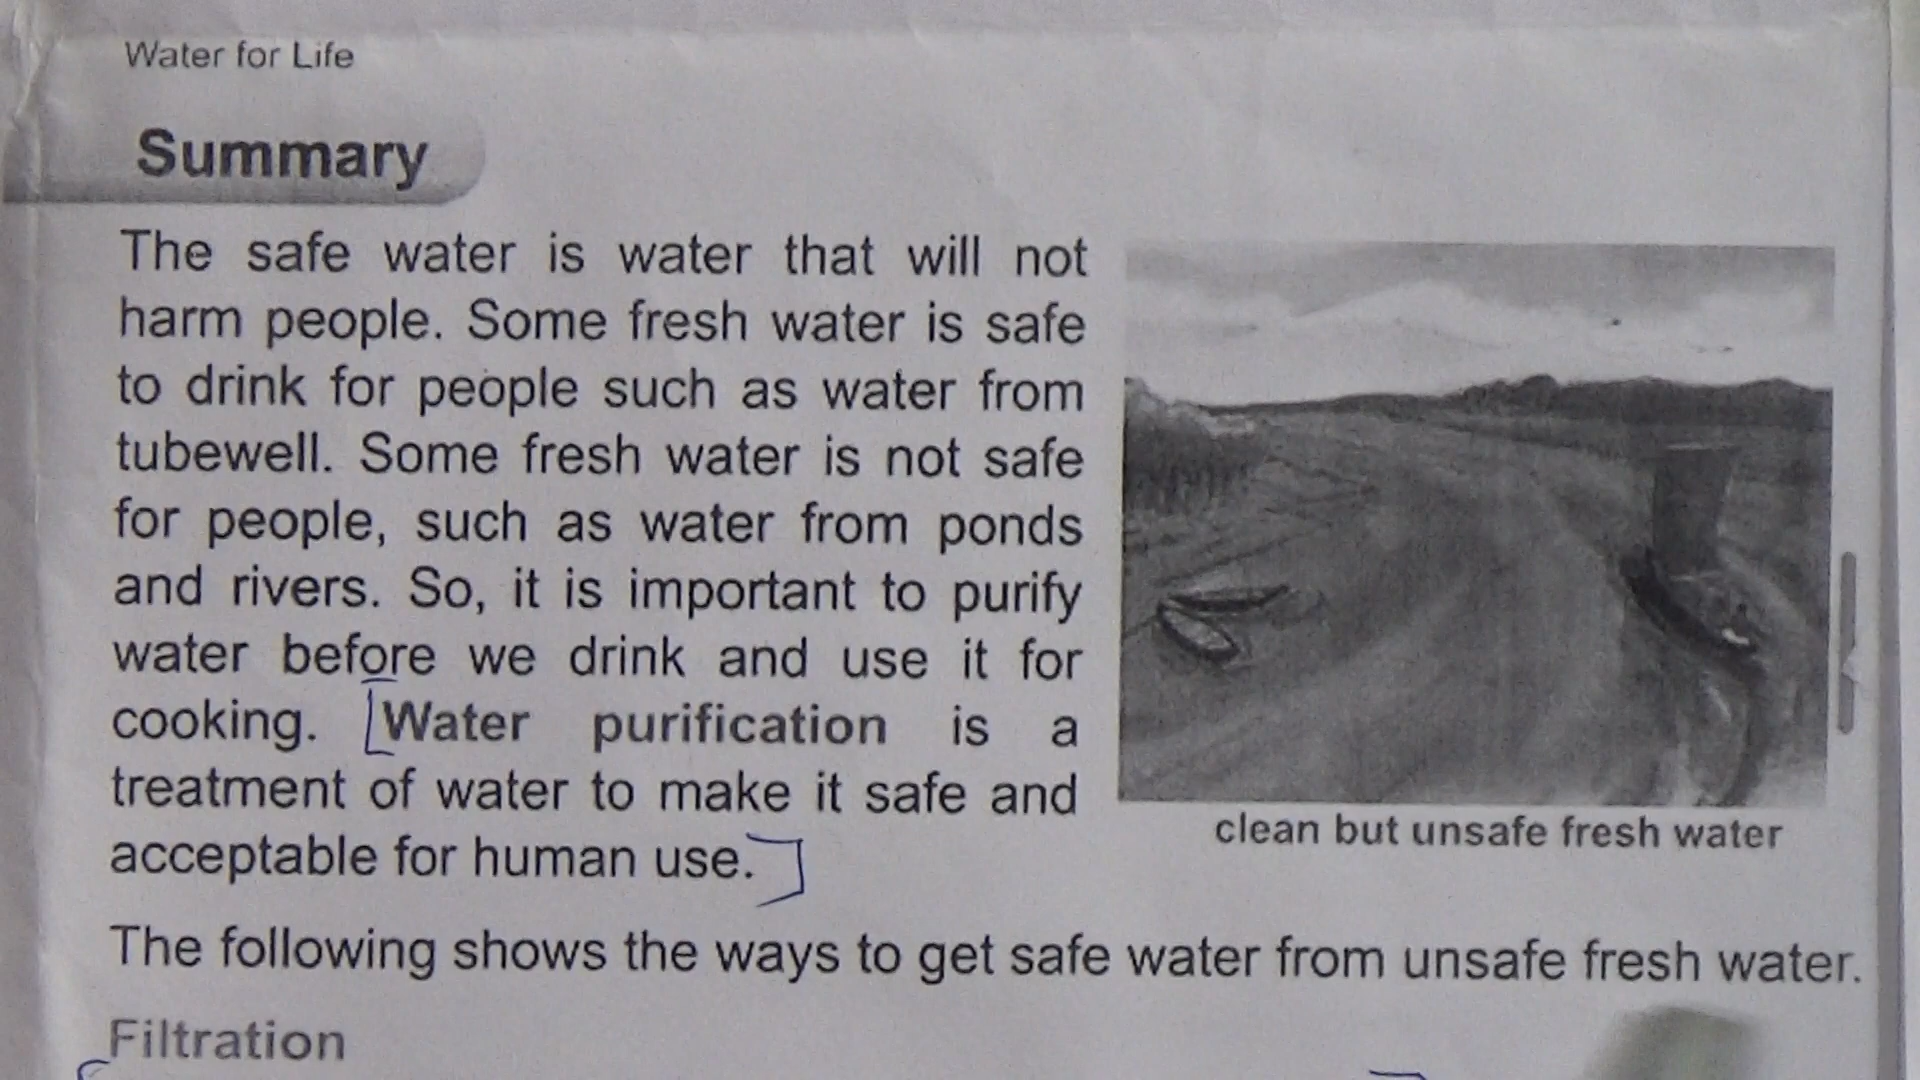 Water for Life
Summary
The safe water is water that will not
harm people. Some fresh water is safe
to drink for people such as water from
tubewell. Some fresh water is not safe
for people, such as water from ponds
and rivers. So, it is important to purify
water before we drink and use it for
cooking. [Water purification is a
treatment of water to make it safe and
acceptable for human use.]
clean but unsafe fresh water
The following shows the ways to get safe water from unsafe fresh water.
Filtration